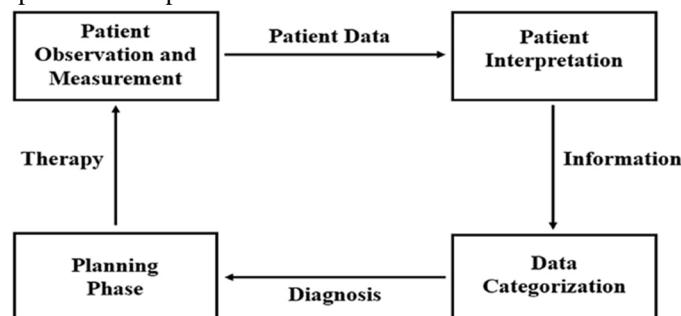 Patient
Observation and
Measurement
Patient Data
Patient
Interpretation
Therapy
Information
Planning
Phase
Diagnosis
Data
Categorization